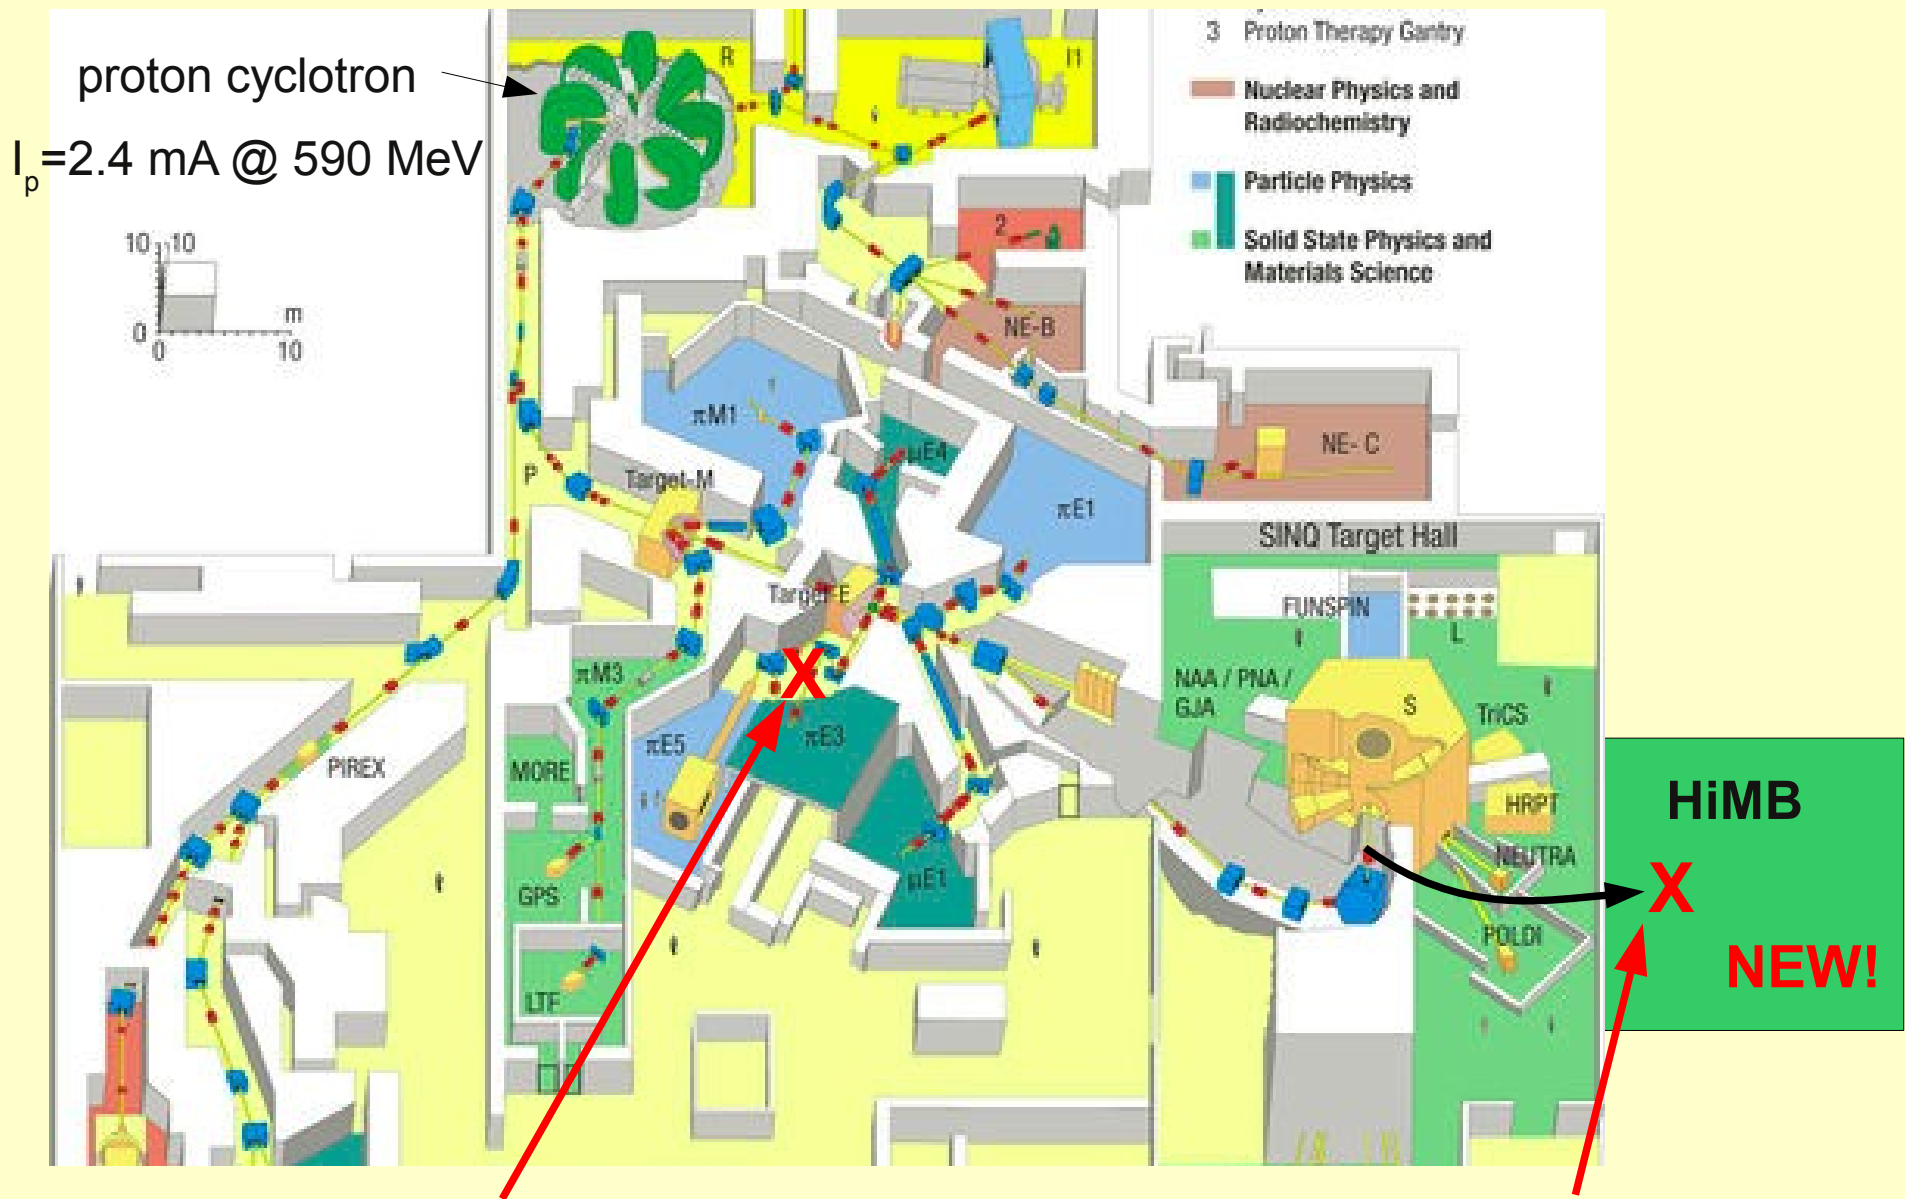 proton cyclotron
Ip=2.4 mA @ 590 MeV
10 10
m
0
0 10
R
I1
3 Proton Therapy Gantry
Nuclear Physics and
Radiochemistry
Particle Physics
Solid State Physics and
Materials Science
2
NE-B
NE- C
πM1
μE4
πE1
P
Target-M
Target-E
SINQ Target Hall
FUNSPIN
L
NAA / PNA /
GJA
S
TriCS
πM3
X
πE5
πE3
PIREX
MORE
HRPT
HiMB
NEUTRA
GPS
μE1
X
POLDI
NEW!
LTF